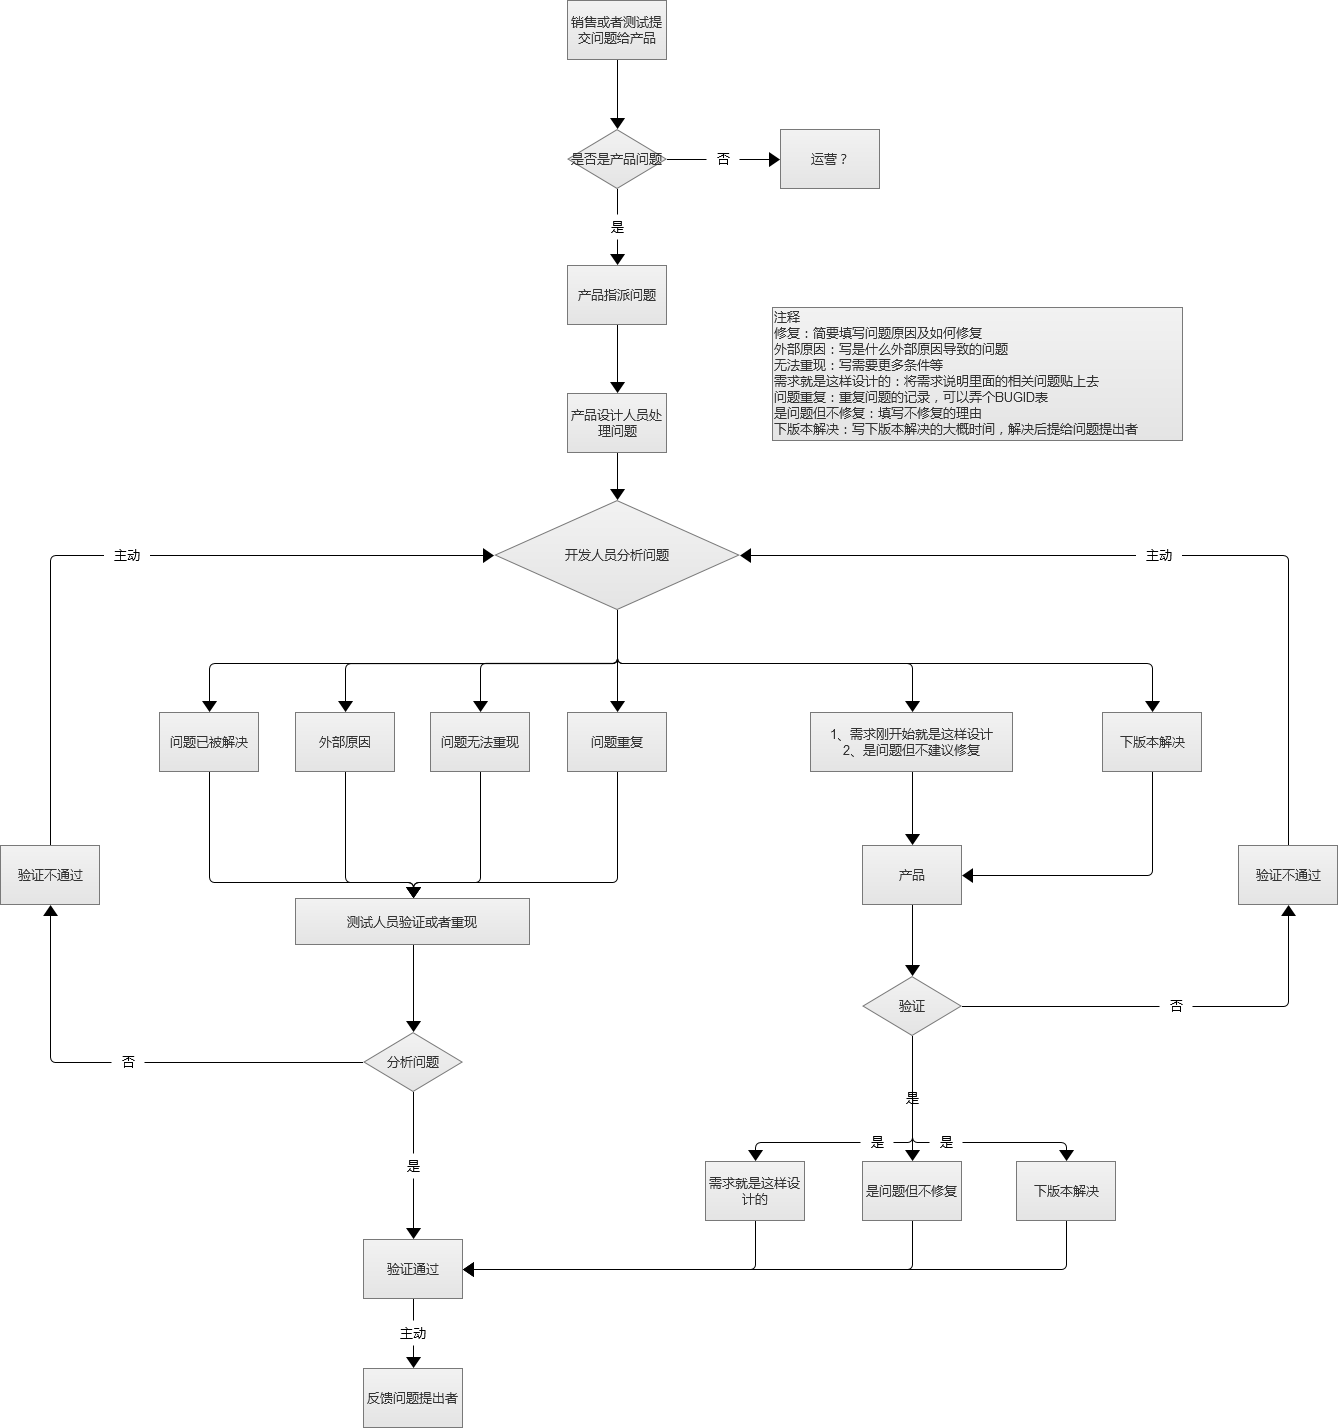 销售或者测试提
交问题给产品
是否是产品问题
否
运营？
是
产品指派问题
注释
修复：简要填写问题原因及如何修复
外部原因：写是什么外部原因导致的问题
无法重现：写需要更多条件等
需求就是这样设计的：将需求说明里面的相关问题贴上去
问题重复：重复问题的记录，可以弄个BUGID表
是问题但不修复：填写不修复的理由
下版本解决：写下版本解决的大概时间，解决后提给问题提出者
产品设计人员处
理问题
主动
开发人员分析问题
主动
问题已被解决
外部原因
问题无法重现
问题重复
1、需求刚开始就是这样设计
2、是问题但不建议修复
下版本解决
验证不通过
产品
验证不通过
测试人员验证或者重现
验证
否
否
分析问题
是
是
是
是
需求就是这样设
计的
是问题但不修复
下版本解决
验证通过
主动
反馈问题提出者